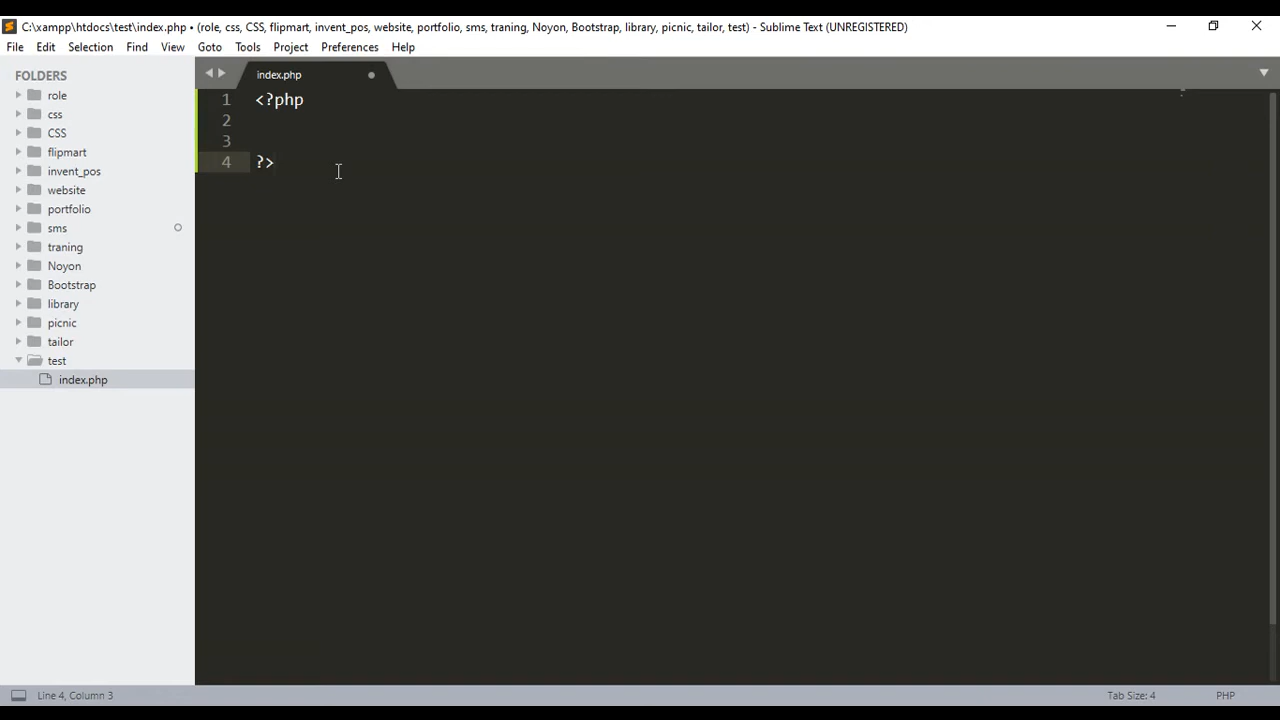 C:\xampp\htdocs\test\index.php • (role, css, CSS, flipmart, invent_pos, website, portfolio, sms, traning, Noyon, Bootstrap, library, picnic, tailor, test) - Sublime Text (UNREGISTERED)
File Edit Selection Find View Goto Tools Project Preferences Help
FOLDERS
role
css
CSS
flipmart
invent_pos
website
portfolio
sms
traning
Noyon
Bootstrap
library
picnic
tailor
test
index.php
index.php
1 <?php
2
3
4 ?>
Line 4, Column 3
Tab Size: 4
PHP